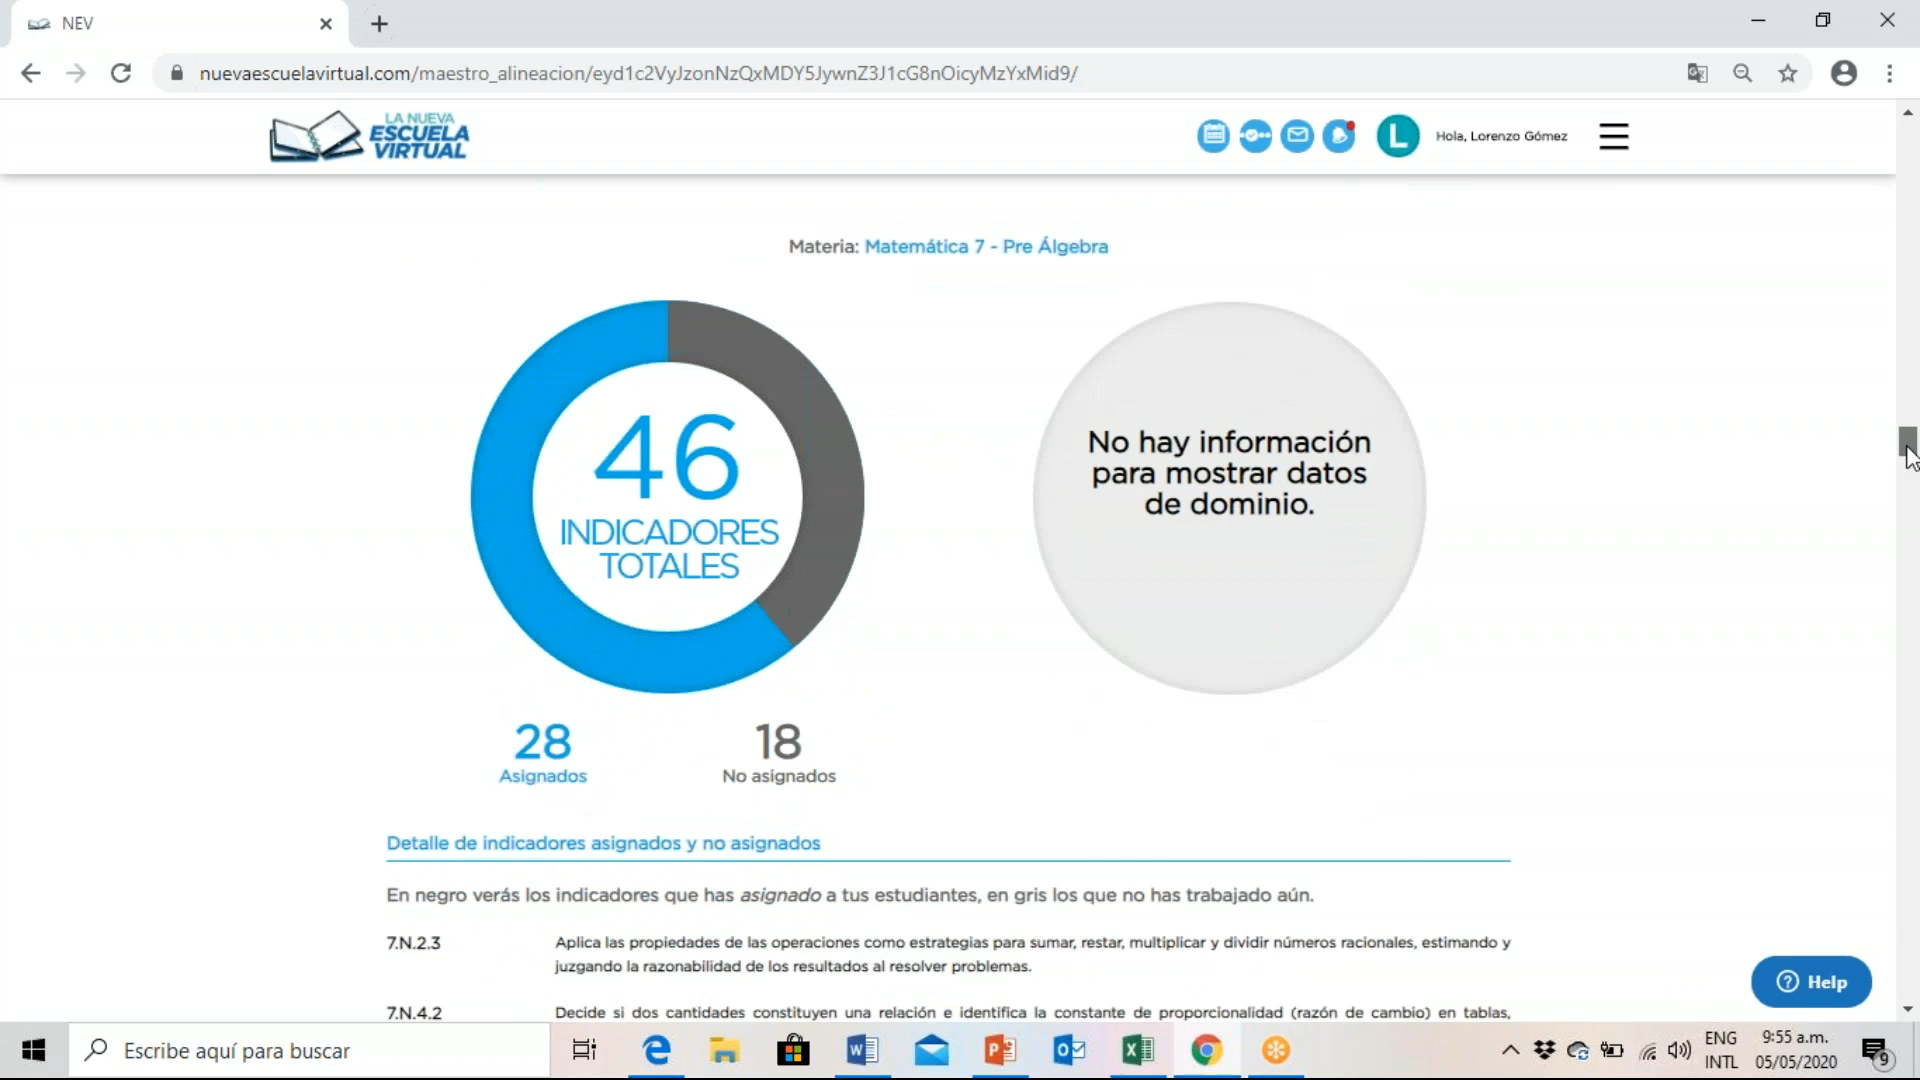 NEV
nuevaescuelavirtual.com/maestro_alineacion/eyd1c2VyJzonNzQxMDY5JywnZ3J1cG8nOicyMzYxMid9/
LA NUEVA
ESCUELA
VIRTUAL
L
Hola, Lorenzo Gómez
Materia: Matemática 7 - Pre Álgebra
46
INDICADORES
TOTALES
No hay información
para mostrar datos
de dominio.
28
Asignados
18
No asignados
Detalle de indicadores asignados y no asignados
En negro verás los indicadores que has asignado a tus estudiantes, en gris los que no has trabajado aún.
7.N.2.3
Aplica las propiedades de las operaciones como estrategias para sumar, restar, multiplicar y dividir números racionales, estimando y
juzgando la razonabilidad de los resultados al resolver problemas.
7.N.4.2
Decide si dos cantidades constituyen una relación e identifica la constante de proporcionalidad (razón de cambio) en tablas,
Help
Escribe aquí para buscar
ENG
INTL
9:55 a.m.
05/05/2020
9